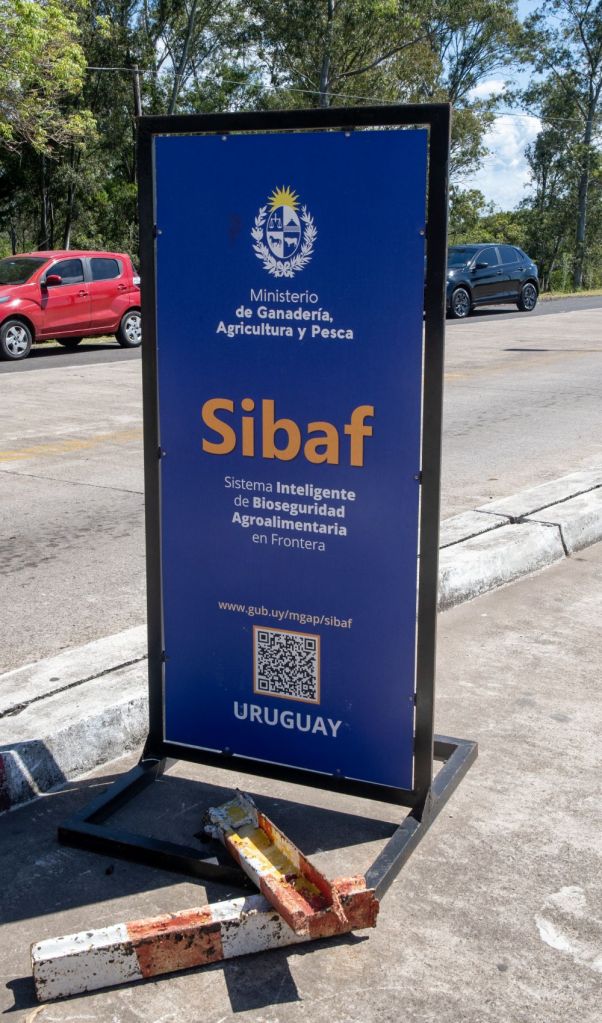 Ministerio
de Ganadería,
Agricultura y Pesca
Sibaf
Sistema Inteligente
de Bioseguridad
Agroalimentaria
en Frontera
www.gub.uy/mgap/sibaf
URUGUAY